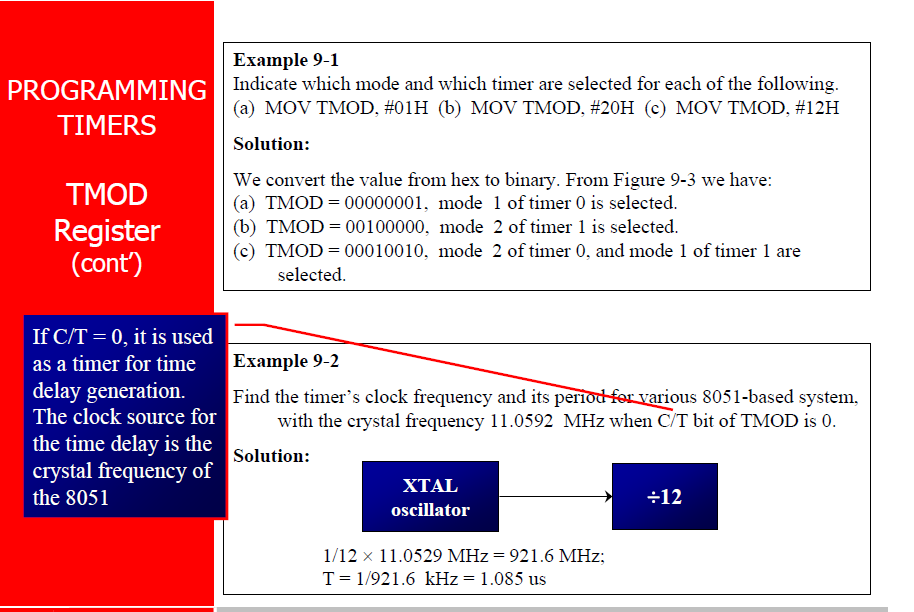 PROGRAMMING
TIMERS
TMOD
Register
(cont’)
If C/T = 0, it is used
as a timer for time
delay generation.
The clock source for
the time delay is the
crystal frequency of
the 8051
Example 9-1
Indicate which mode and which timer are selected for each of the following.
(a) MOV TMOD, #01H (b) MOV TMOD, #20H (c) MOV TMOD, #12H
Solution:
We convert the value from hex to binary. From Figure 9-3 we have:
(a) TMOD = 00000001, mode 1 of timer 0 is selected.
(b) TMOD = 00100000, mode 2 of timer 1 is selected.
(c) TMOD = 00010010, mode 2 of timer 0, and mode 1 of timer 1 are
selected.
Example 9-2
Find the timer’s clock frequency and its period for various 8051-based system,
with the crystal frequency 11.0592 MHz when C/T bit of TMOD is 0.
Solution:
XTAL
oscillator
÷12
1/12 × 11.0529 MHz = 921.6 MHz;
T = 1/921.6 kHz = 1.085 us